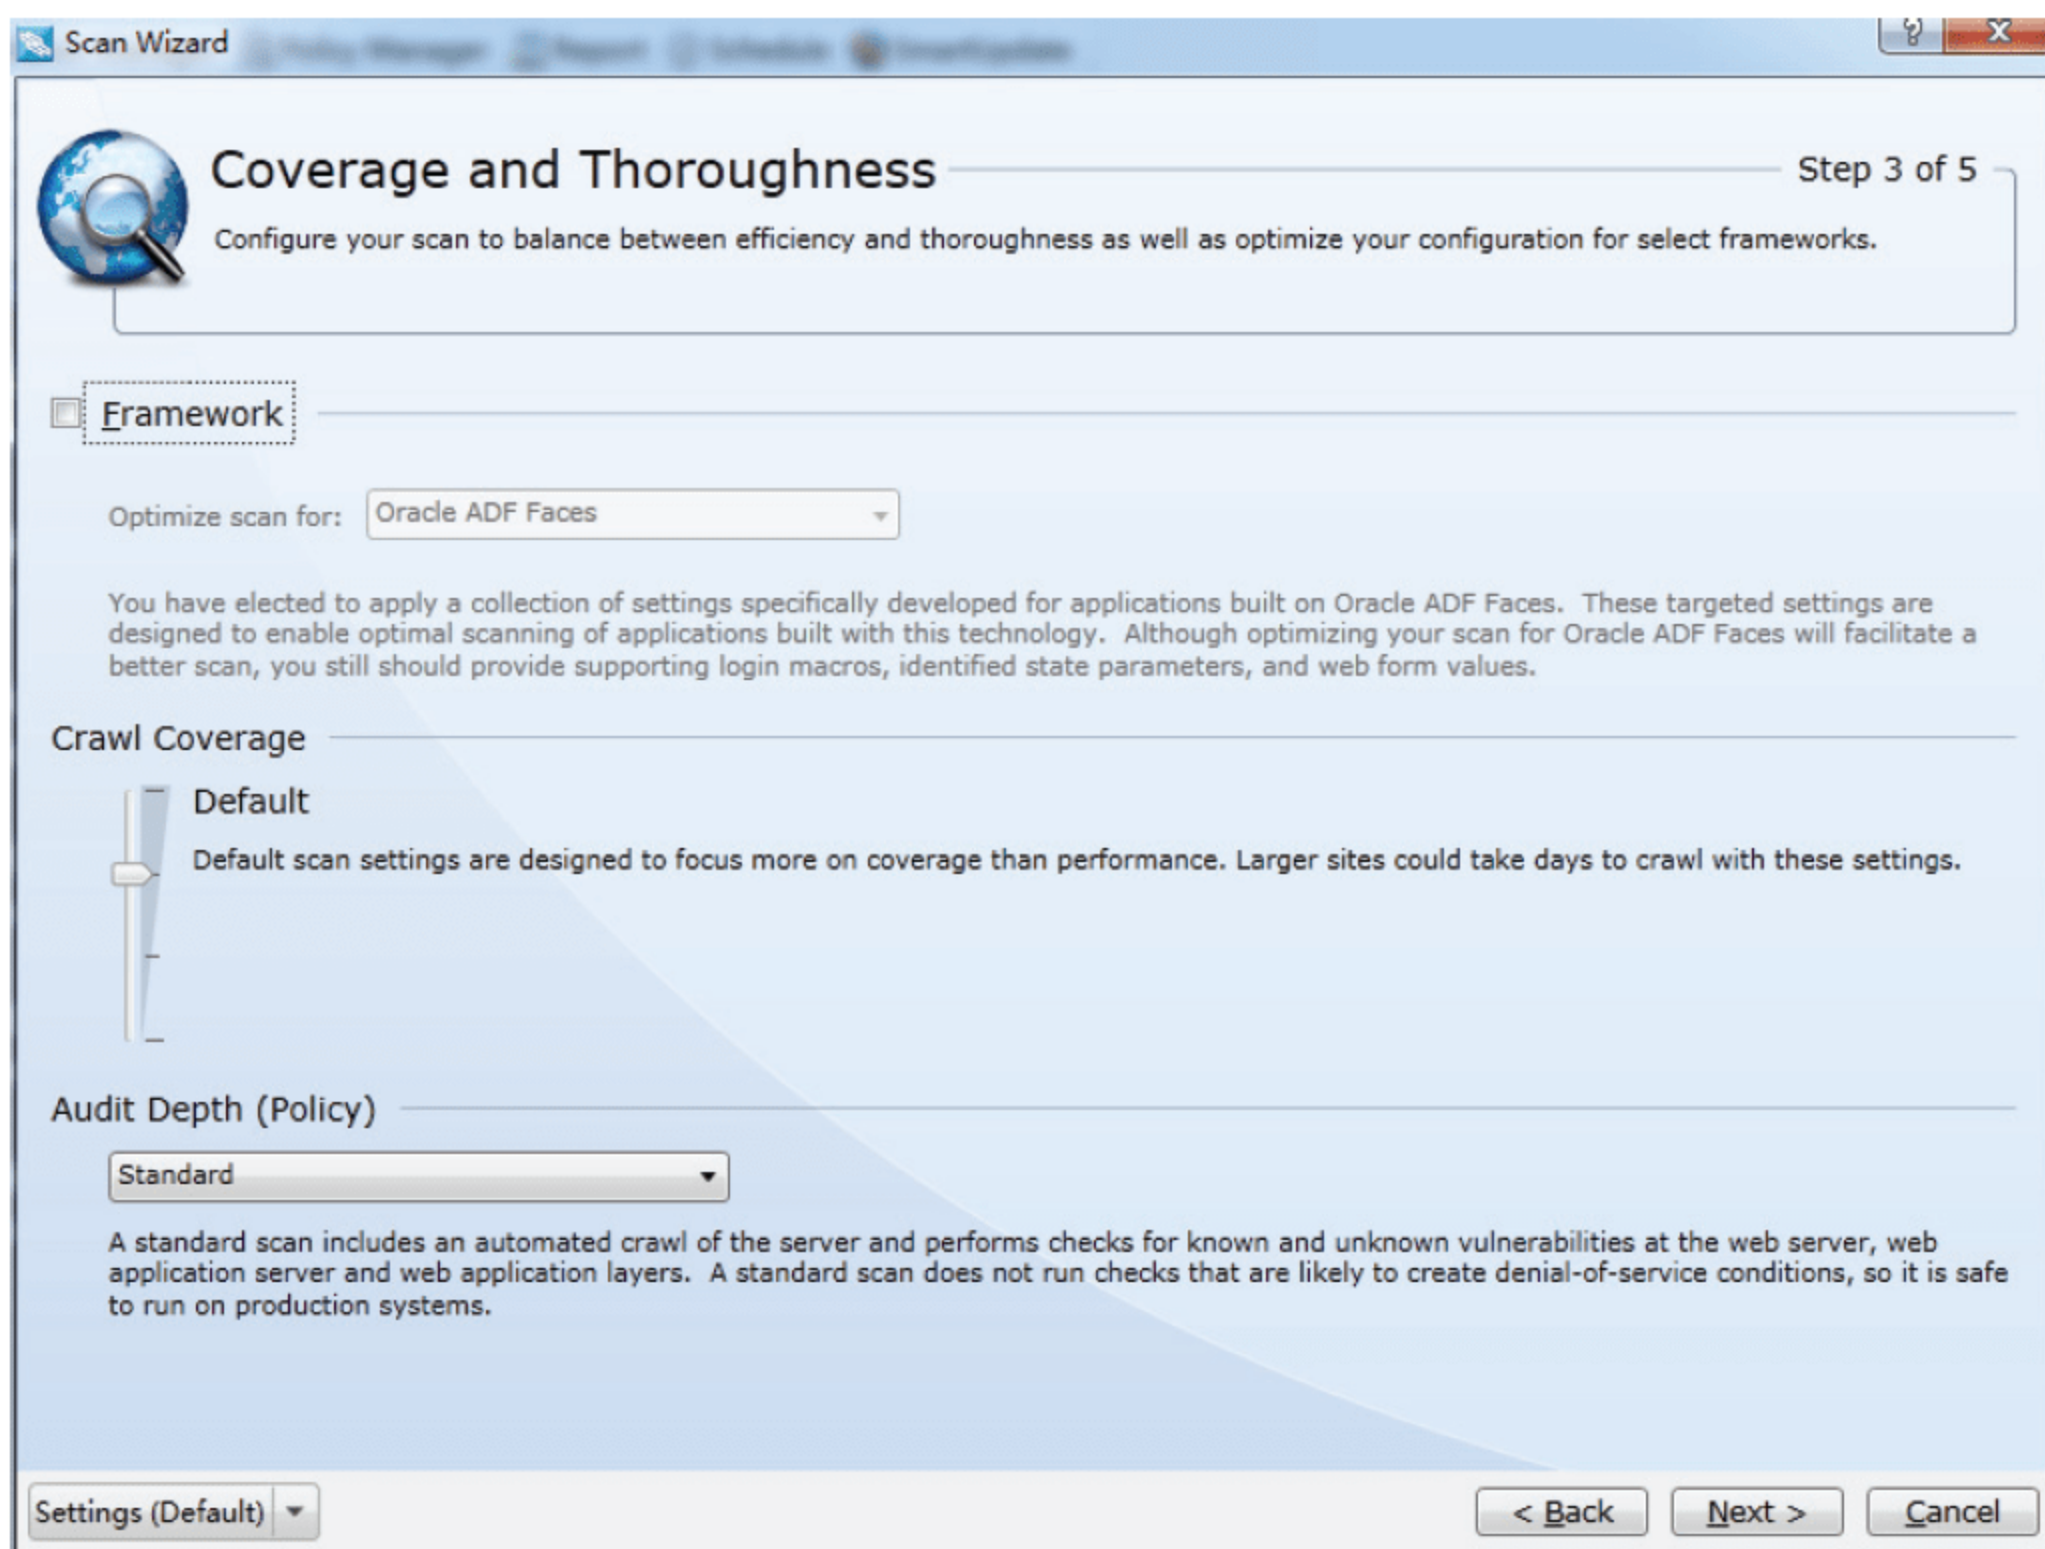 Scan Wizard
Policy Manager Report Schedule SmartUpdate
Coverage and Thoroughness
Step 3 of 5
Configure your scan to balance between efficiency and thoroughness as well as optimize your configuration for select frameworks.
Framework
Optimize scan for: Oracle ADF Faces
You have elected to apply a collection of settings specifically developed for applications built on Oracle ADF Faces. These targeted settings are
designed to enable optimal scanning of applications built with this technology. Although optimizing your scan for Oracle ADF Faces will facilitate a
better scan, you still should provide supporting login macros, identified state parameters, and web form values.
Crawl Coverage
Default
Default scan settings are designed to focus more on coverage than performance. Larger sites could take days to crawl with these settings.
Audit Depth (Policy)
Standard
A standard scan includes an automated crawl of the server and performs checks for known and unknown vulnerabilities at the web server, web
application server and web application layers. A standard scan does not run checks that are likely to create denial-of-service conditions, so it is safe
to run on production systems.
Settings (Default)
< Back Next > Cancel